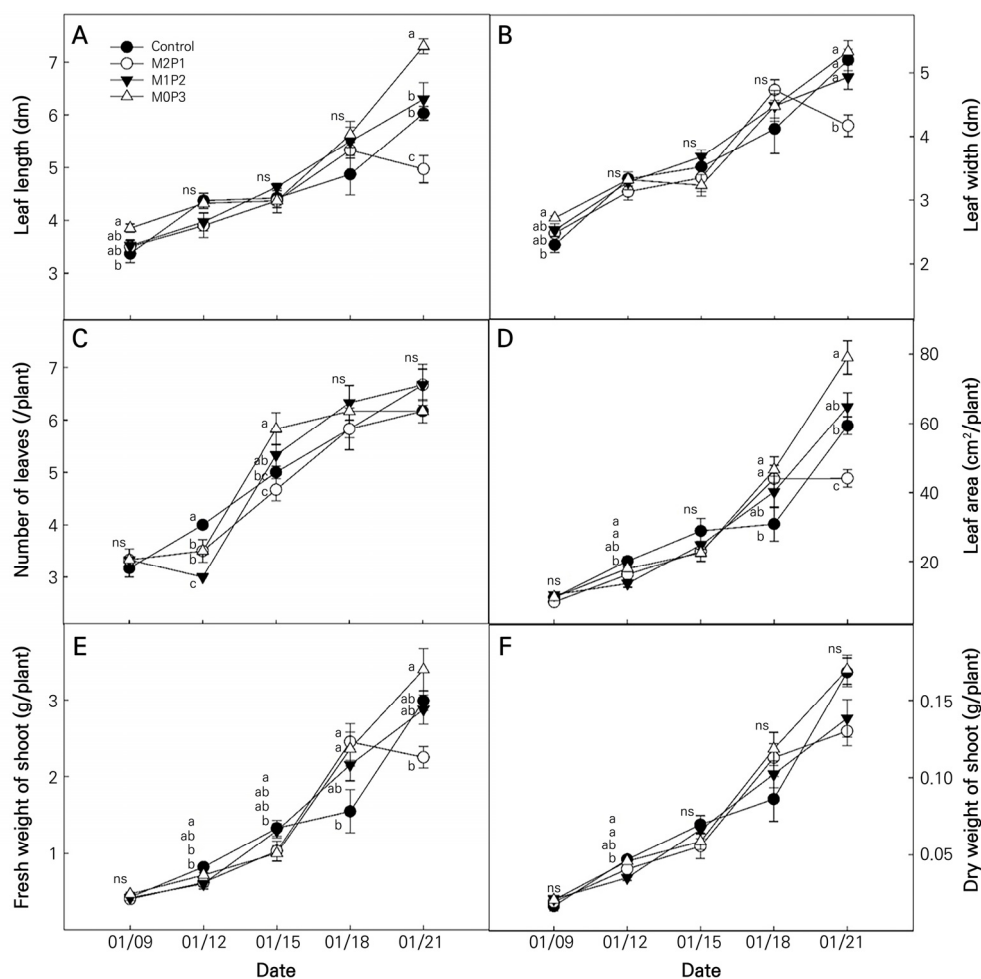 A
Control
M2P1
M1P2
M0P3
Leaf length (dm)
7
6
5
4
3
a
ab
ab
b
ns
ns
ns
a
b
b
c
B
Leaf width (dm)
5
4
3
2
a
ab
ab
b
ns
ns
ns
a
a
a
b
C
Number of leaves (/plant)
7
6
5
4
3
ns
a
b
b
c
a
ab
bc
c
ns
ns
D
Leaf area (cm²/plant)
80
60
40
20
ns
a
a
ab
b
ns
a
a
ab
b
a
ab
b
c
E
Fresh weight of shoot (g/plant)
3
2
1
ns
a
ab
b
b
a
ab
ab
b
a
a
ab
b
a
ab
ab
b
01/09 01/12 01/15 01/18 01/21
Date
F
Dry weight of shoot (g/plant)
0.15
0.10
0.05
ns
a
a
ab
b
ns
ns
ns
01/09 01/12 01/15 01/18 01/21
Date